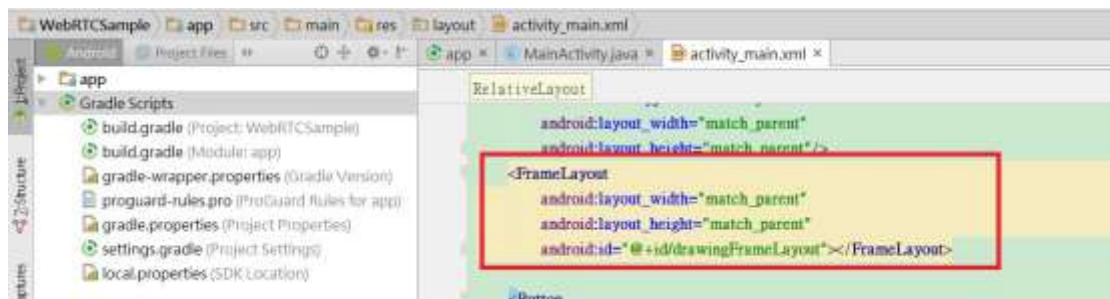 WebRTCSample app src main res layout activity_main.xml
Android Project Files app MainActivity.java activity_main.xml
1:Project
app
RelativeLayout
Gradle Scripts
build.gradle (Project: WebRTCSample)
android:layout_width="match_parent"
build.gradle (Module: app)
android:layout_height="match_parent"/>
gradle-wrapper.properties (Gradle Version)
<FrameLayout
proguard-rules.pro (ProGuard Rules for app)
android:layout_width="match_parent"
2:Structure
gradle.properties (Project Properties)
android:layout_height="match_parent"
settings.gradle (Project Settings)
android:id="@+id/drawingFrameLayout"></FrameLayout>
local.properties (SDK Location)
<Button